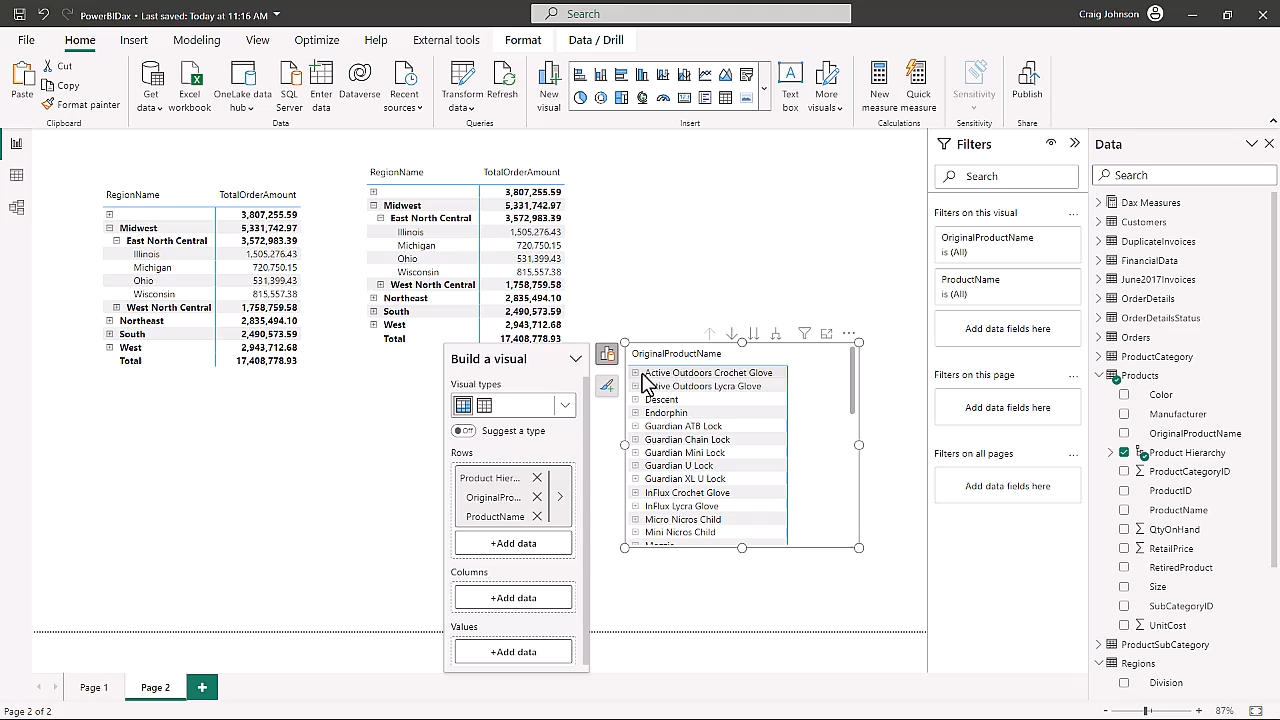 PowerBIDax • Last saved: Today at 11:16 AM
Search
Craig Johnson
File
Home
Insert
Modeling
View
Optimize
Help
External tools
Format
Data / Drill
Paste
Cut
Copy
Format painter
Clipboard
Get data
Excel workbook
OneLake data hub
SQL Server
Enter data
Dataverse
Recent sources
Data
Transform data
Refresh
Queries
New visual
Text box
More visuals
Insert
New measure
Quick measure
Calculations
Sensitivity
Sensitivity
Publish
Share
RegionName TotalOrderAmount
3,807,255.59
Midwest 5,331,742.97
East North Central 3,572,983.39
Illinois 1,505,276.43
Michigan 720,750.15
Ohio 531,399.43
Wisconsin 815,557.38
West North Central 1,758,759.58
Northeast 2,835,494.10
South 2,490,573.59
West 2,943,712.68
Total 17,408,778.93
RegionName TotalOrderAmount
3,807,255.59
Midwest 5,331,742.97
East North Central 3,572,983.39
Illinois 1,505,276.43
Michigan 720,750.15
Ohio 531,399.43
Wisconsin 815,557.38
West North Central 1,758,759.58
Northeast 2,835,494.10
South 2,490,573.59
West 2,943,712.68
Total 17,408,778.93
Build a visual
Visual types
Off Suggest a type
Rows
Product Hier...
OriginalPro...
ProductName
+Add data
Columns
+Add data
Values
+Add data
OriginalProductName
Active Outdoors Crochet Glove
Active Outdoors Lycra Glove
Descent
Endorphin
Guardian ATB Lock
Guardian Chain Lock
Guardian Mini Lock
Guardian U Lock
Guardian XL U Lock
InFlux Crochet Glove
InFlux Lycra Glove
Micro Nicros Child
Mini Nicros Child
Filters
Search
Filters on this visual
OriginalProductName
is (All)
ProductName
is (All)
Add data fields here
Filters on this page
Add data fields here
Filters on all pages
Add data fields here
Data
Search
Dax Measures
Customers
DuplicateInvoices
FinancialData
June2017Invoices
OrderDetails
OrderDetailsStatus
Orders
ProductCategory
Products
Color
Manufacturer
OriginalProductName
Product Hierarchy
ProductCategoryID
ProductID
ProductName
QtyOnHand
RetailPrice
RetiredProduct
Size
SubCategoryID
UnitCost
ProductSubCategory
Regions
Division
Page 1
Page 2
Page 2 of 2
87%